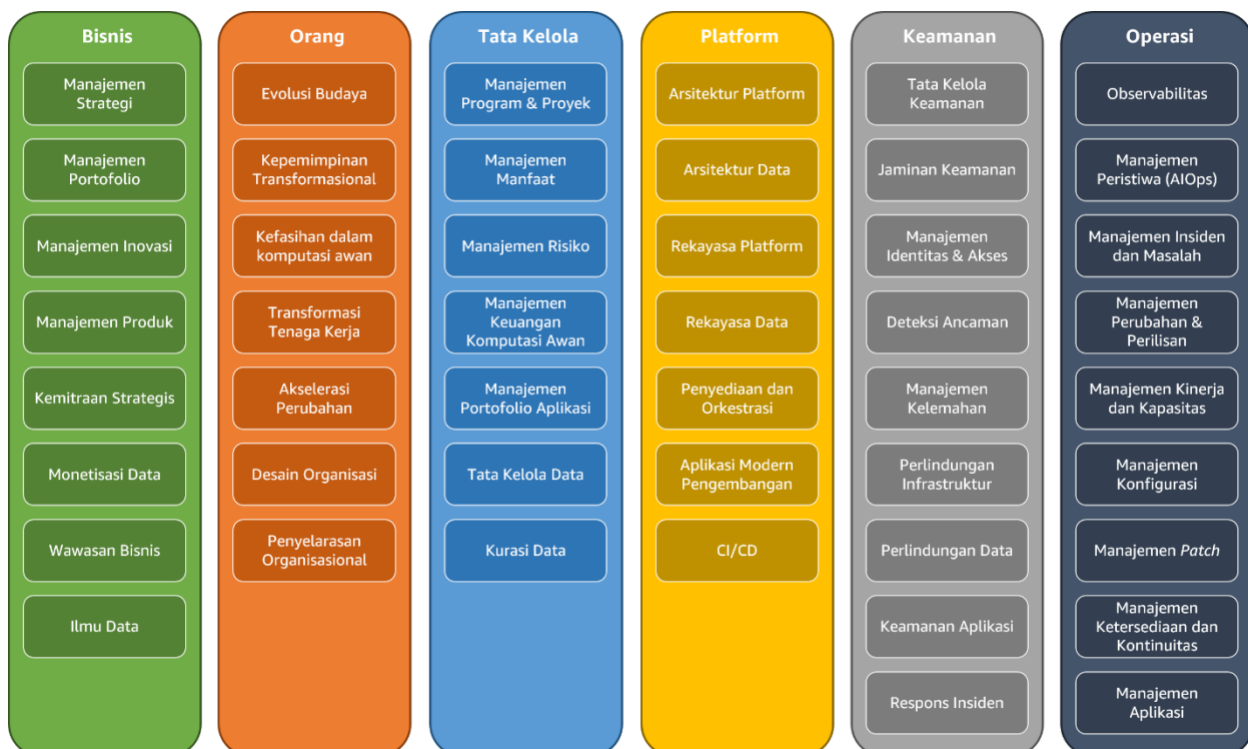 Bisnis
Manajemen
Strategi
Manajemen
Portofolio
Manajemen Inovasi
Manajemen Produk
Kemitraan Strategis
Monetisasi Data
Wawasan Bisnis
Ilmu Data
Orang
Evolusi Budaya
Kepemimpinan
Transformasional
Kefasihan dalam
komputasi awan
Transformasi
Tenaga Kerja
Akselerasi
Perubahan
Desain Organisasi
Penyelarasan
Organisasional
Tata Kelola
Manajemen
Program & Proyek
Manajemen
Manfaat
Manajemen Risiko
Manajemen
Keuangan
Komputasi Awan
Manajemen
Portofolio Aplikasi
Tata Kelola Data
Kurasi Data
Platform
Arsitektur Platform
Arsitektur Data
Rekayasa Platform
Rekayasa Data
Penyediaan dan
Orkestrasi
Aplikasi Modern
Pengembangan
CI/CD
Keamanan
Tata Kelola
Keamanan
Jaminan Keamanan
Manajemen
Identitas & Akses
Deteksi Ancaman
Manajemen
Kelemahan
Perlindungan
Infrastruktur
Perlindungan Data
Keamanan Aplikasi
Respons Insiden
Operasi
Observabilitas
Manajemen
Peristiwa (AIOps)
Manajemen Insiden
dan Masalah
Manajemen
Perubahan &
Perilisan
Manajemen Kinerja
dan Kapasitas
Manajemen
Konfigurasi
Manajemen Patch
Manajemen
Ketersediaan dan
Kontinuitas
Manajemen
Aplikasi